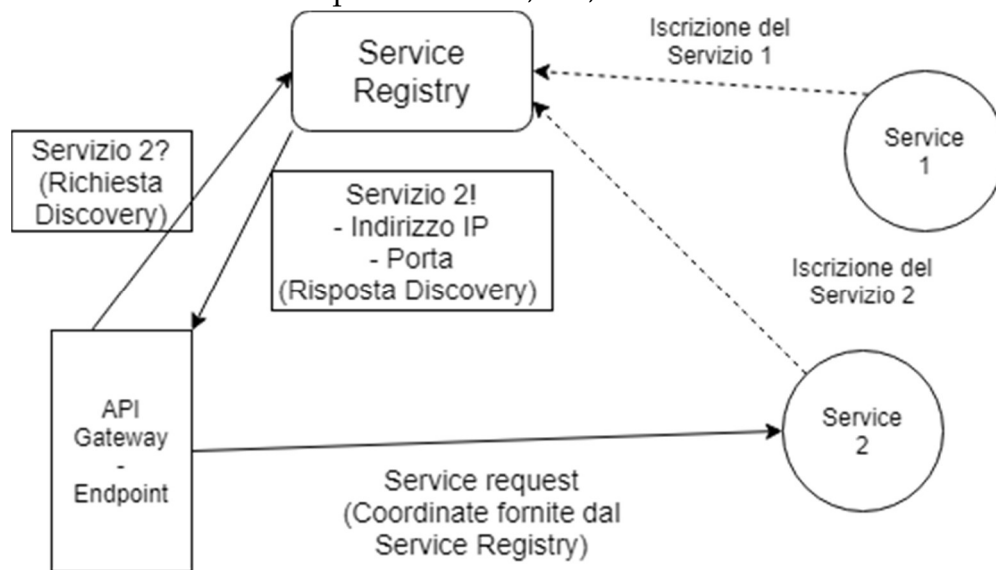 Service
Registry
Iscrizione del
Servizio 1
Service
1
Servizio 2?
(Richiesta
Discovery)
Servizio 2!
- Indirizzo IP
- Porta
(Risposta Discovery)
Iscrizione del
Servizio 2
API
Gateway
-
Endpoint
Service
2
Service request
(Coordinate fornite dal
Service Registry)